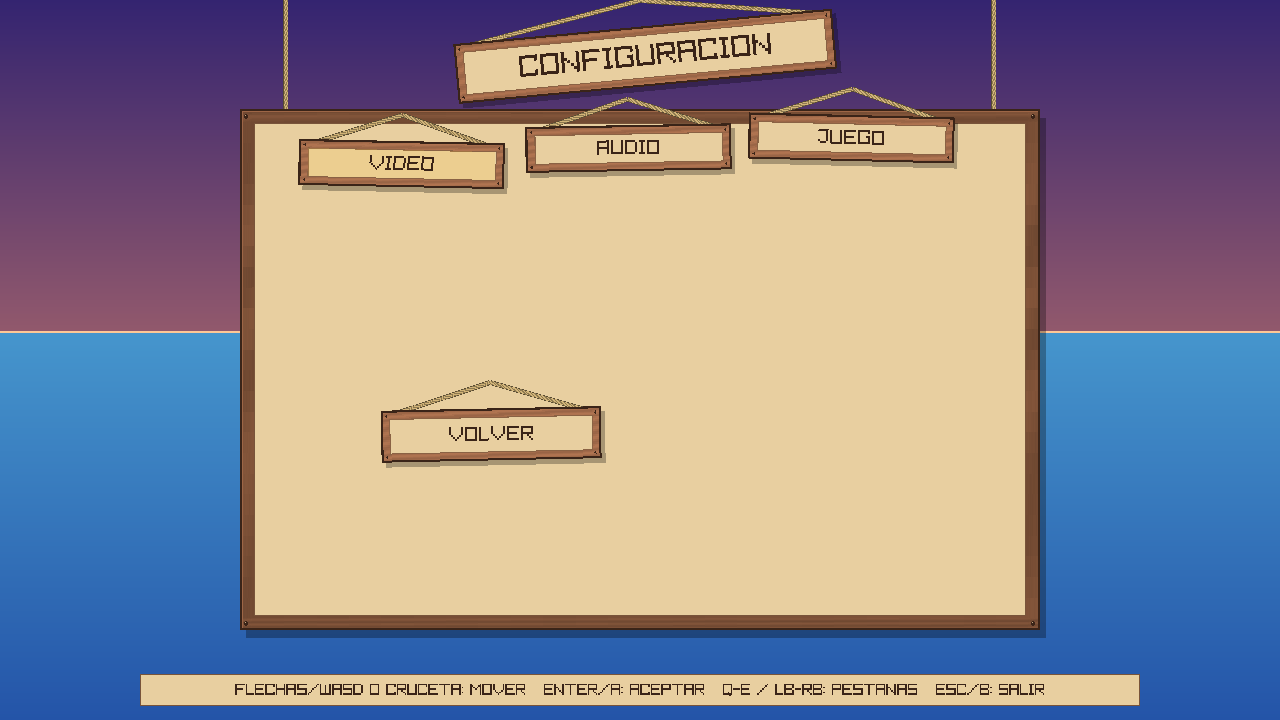 CONFIGURACION
VIDEO
AUDIO
JUEGO
VOLVER
FLECHAS/WASD O CRUCETA: MOVER ENTER/A: ACEPTAR Q-E / LB-RB: PESTANAS ESC/B: SALIR